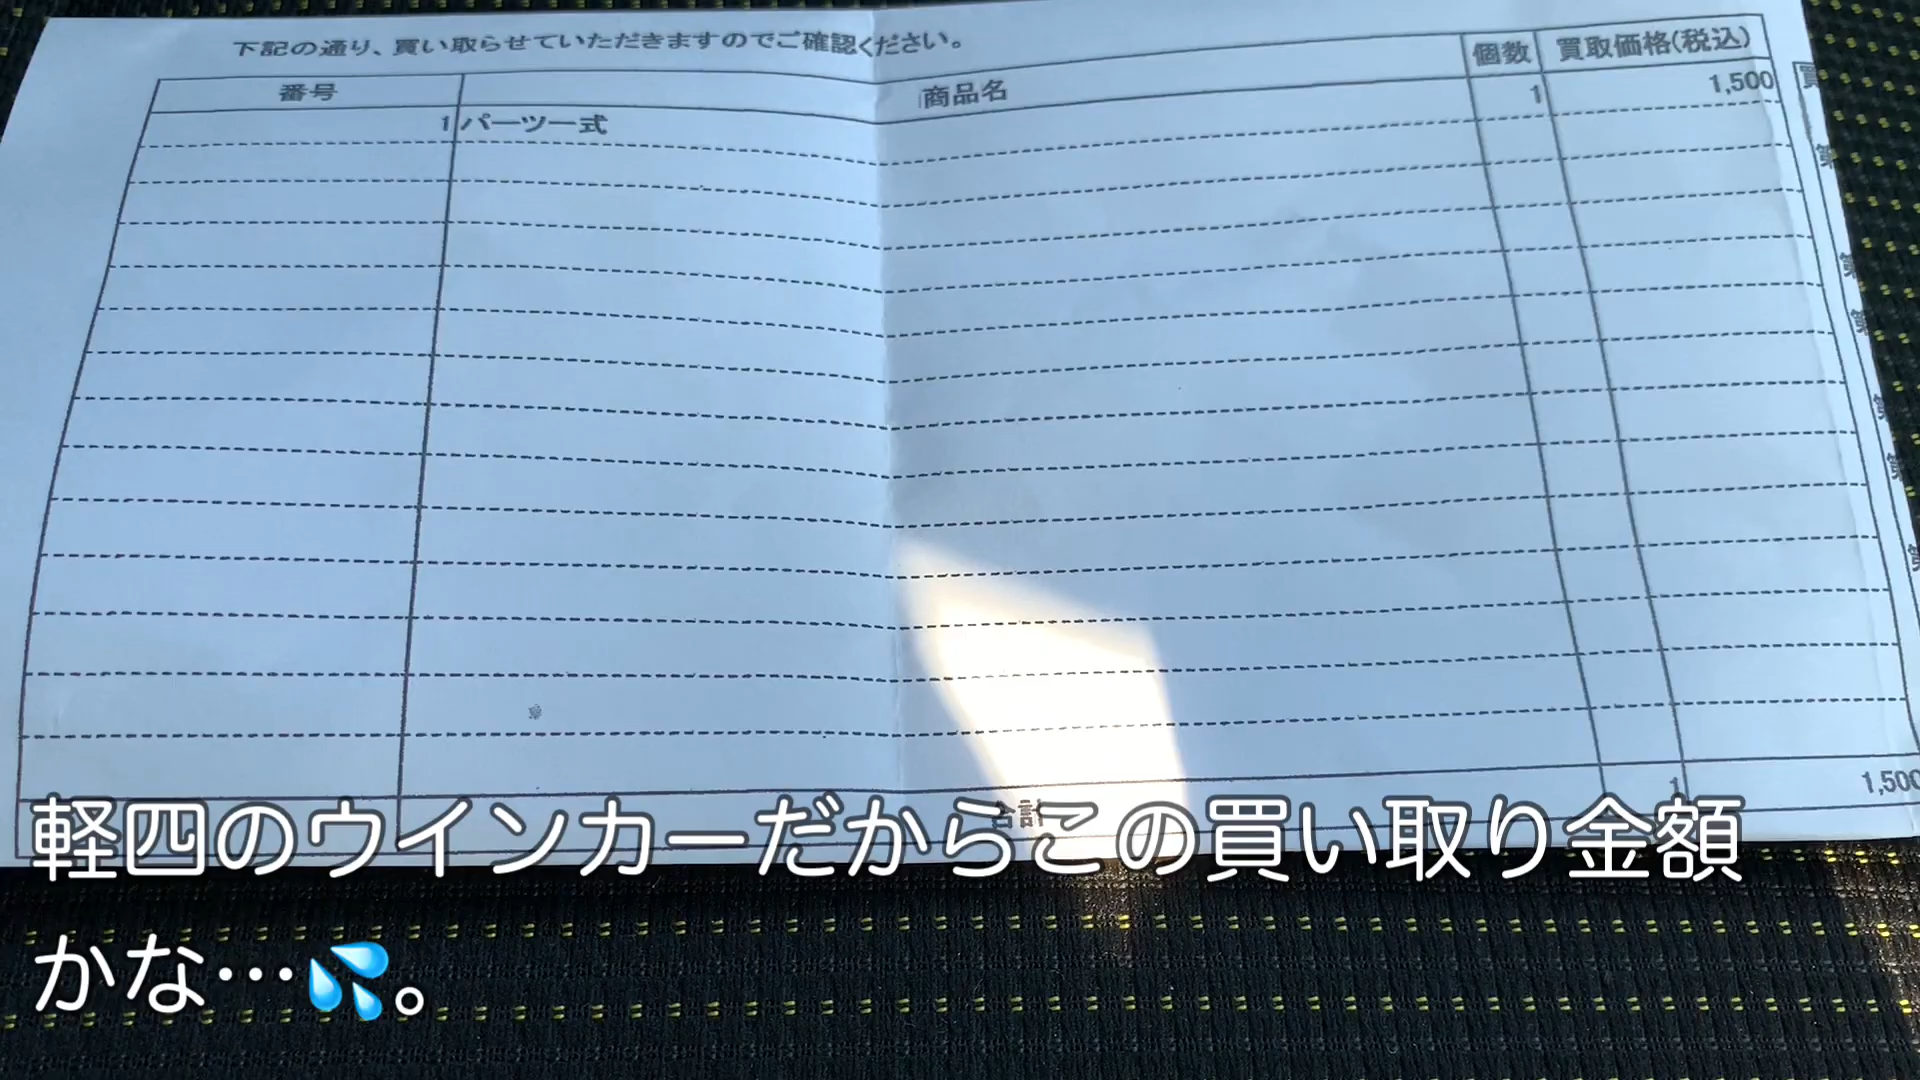 下記の通り、買い取らせていただきますのでご確認ください。
番号 商品名 個数 買取価格(税込)
1 パーツ一式 1 1,500
合計 1 1,500
軽四のウインカーだからこの買い取り金額
かな…💦。